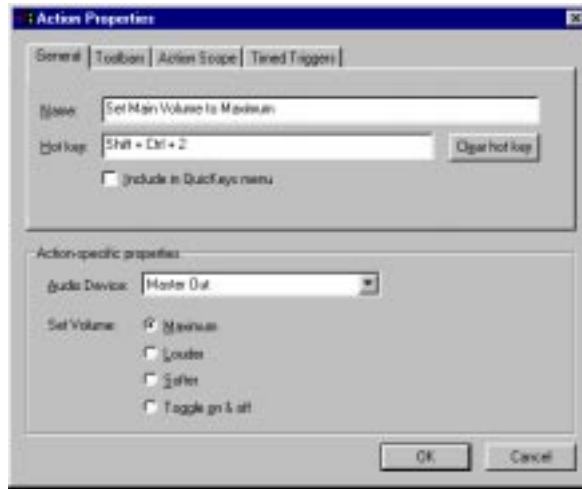 Action Properties
General Toolbars Action Scope Timed Triggers
Name: Set Main Volume to Maximum
Hot key: Shift + Ctrl + 2 Clear hot key
Include in QuicKeys menu
Action-specific properties
Audio Device: Master Out
Set Volume: Maximum
Louder
Softer
Toggle on & off
OK Cancel